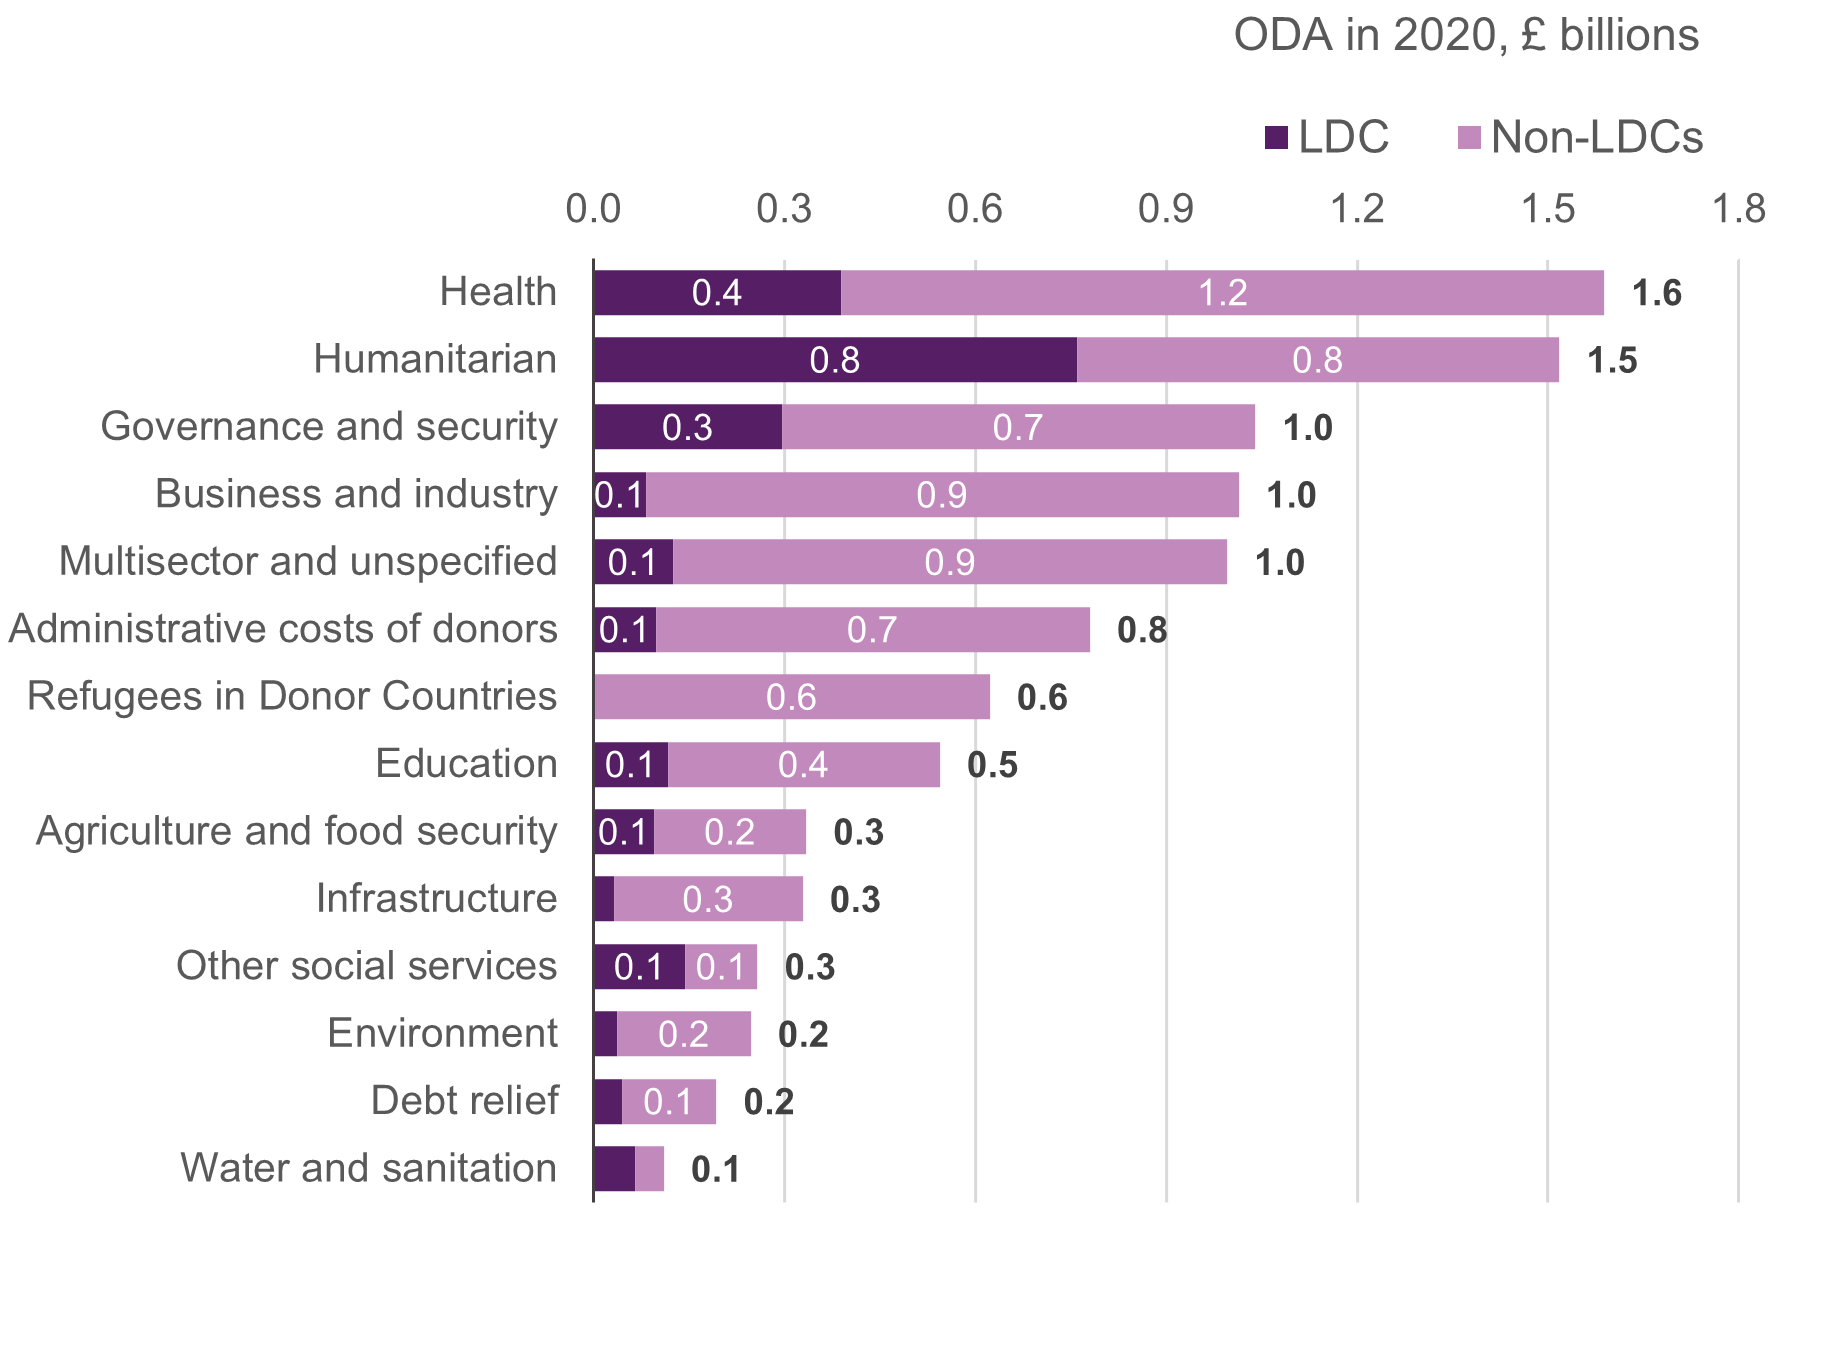 ODA in 2020, £ billions
LDC Non-LDCs
0.0 0.3 0.6 0.9 1.2 1.5 1.8
Health 0.4 1.2 1.6
Humanitarian 0.8 0.8 1.5
Governance and security 0.3 0.7 1.0
Business and industry 0.1 0.9 1.0
Multisector and unspecified 0.1 0.9 1.0
Administrative costs of donors 0.1 0.7 0.8
Refugees in Donor Countries 0.6 0.6
Education 0.1 0.4 0.5
Agriculture and food security 0.1 0.2 0.3
Infrastructure 0.3 0.3
Other social services 0.1 0.1 0.3
Environment 0.2 0.2
Debt relief 0.1 0.2
Water and sanitation 0.1